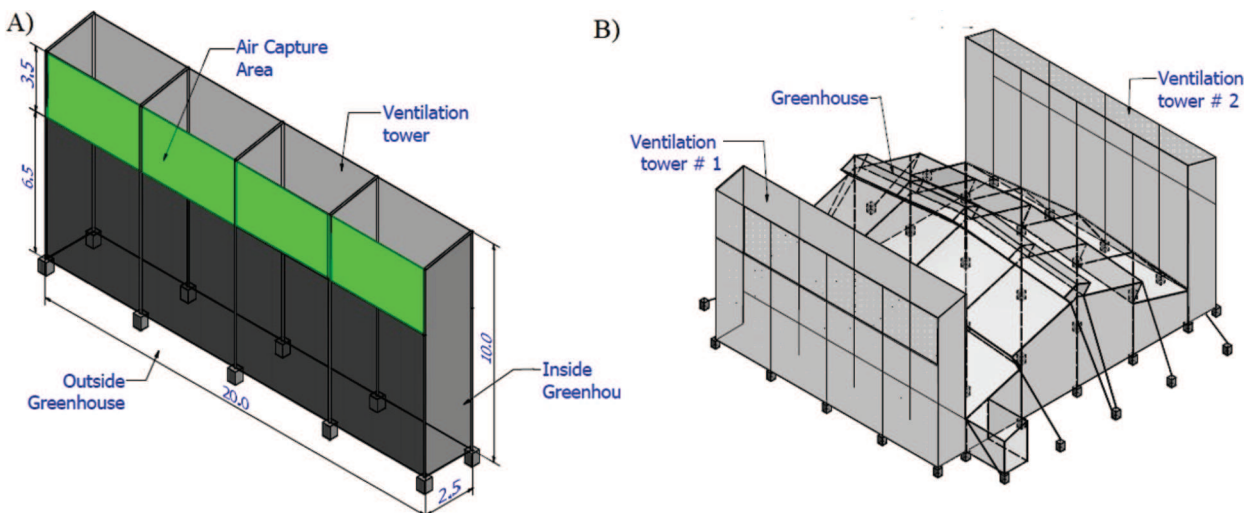 A)
Air Capture
Area
Ventilation
tower
3.5
6.5
Outside
Greenhouse
20.0
2.5
10.0
Inside
Greenhou
B)
Ventilation
tower # 1
Greenhouse
Ventilation
tower # 2